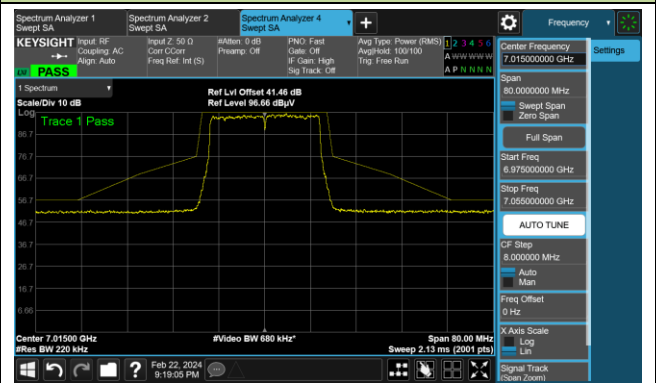 Spectrum Analyzer 1
Swept SA
Spectrum Analyzer 2
Swept SA
Spectrum Analyzer 4
Swept SA
+
Frequency
KEYSIGHT
Input: RF
Coupling: AC
Align: Auto
Input Z: 50 Ω
Corr CCorr
Freq Ref: Int (S)
#Atten: 0 dB
Preamp: Off
PNO: Fast
Gate: Off
IF Gain: High
Sig Track: Off
Avg Type: Power (RMS)
Avg|Hold: 100/100
Trig: Free Run
1 2 3 4 5 6
A W W W W W
A P N N N N
PASS
1 Spectrum
Scale/Div 10 dB
Ref Lvl Offset 41.46 dB
Ref Level 96.66 dBµV
Log
Trace 1 Pass
86.7
76.7
66.7
56.7
46.7
36.7
26.7
16.7
6.66
Center 7.01500 GHz
#Res BW 220 kHz
#Video BW 680 kHz*
Span 80.00 MHz
Sweep 2.13 ms (2001 pts)
Center Frequency
7.015000000 GHz
Settings
Span
80.0000000 MHz
Swept Span
Zero Span
Full Span
Start Freq
6.975000000 GHz
Stop Freq
7.055000000 GHz
AUTO TUNE
CF Step
8.000000 MHz
Auto
Man
Freq Offset
0 Hz
X Axis Scale
Log
Lin
Signal Track
(Span Zoom)
?
Feb 22, 2024
9:19:05 PM